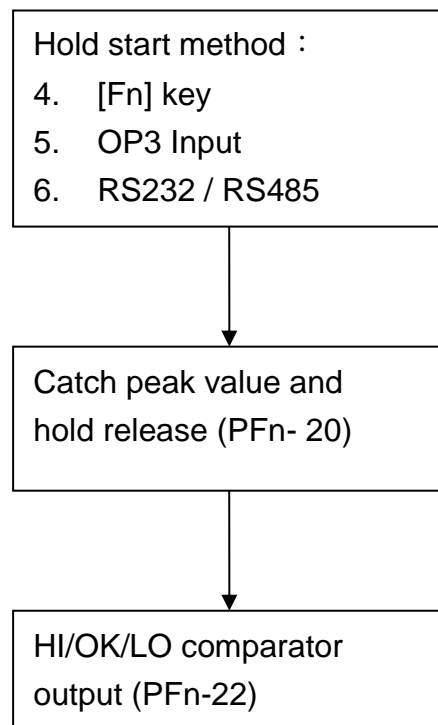 Hold start method：
4. [Fn] key
5. OP3 Input
6. RS232 / RS485
Catch peak value and
hold release (PFn- 20)
HI/OK/LO comparator
output (PFn-22)